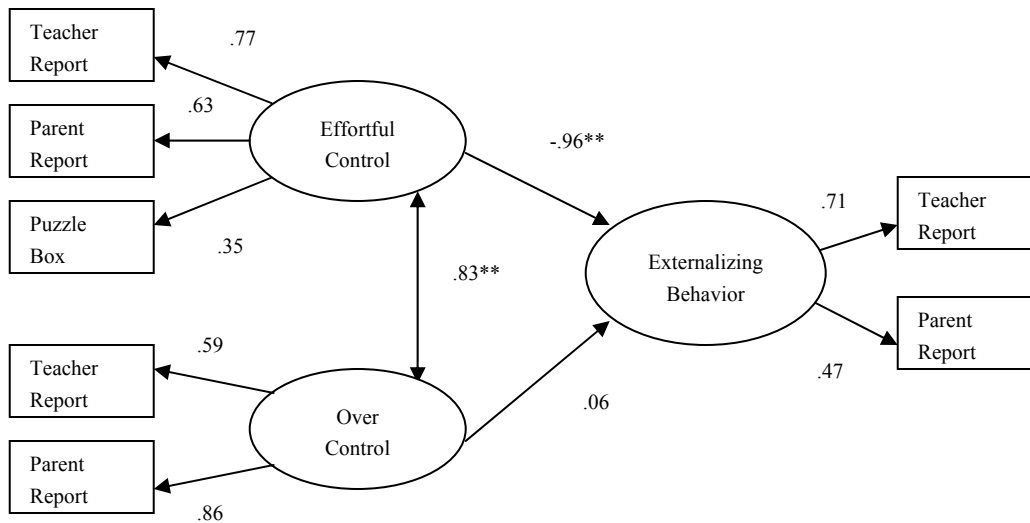 Teacher
Report
.77
.63
Parent
Report
Effortful
Control
-.96**
Puzzle
Box
.35
.83**
.71
Teacher
Report
Externalizing
Behavior
Parent
Report
.47
.59
Teacher
Report
.06
Over
Control
Parent
Report
.86